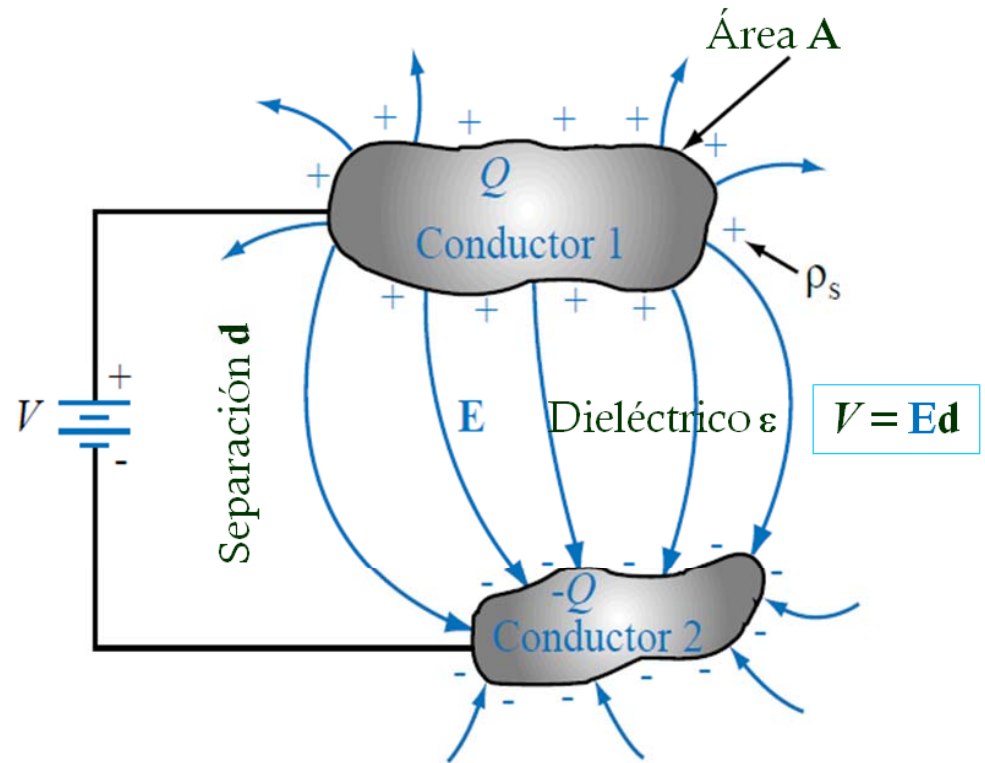 Área A
Q
Conductor 1
ρs
+
V
-
Separación d
E
Dieléctrico ε
V = Ed
-Q
Conductor 2